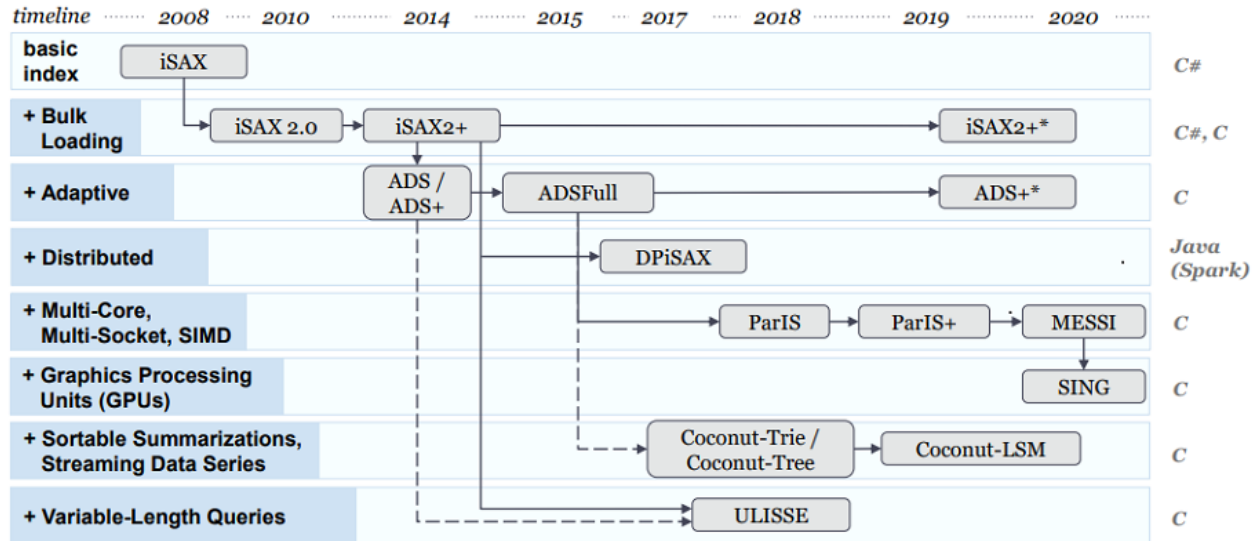 timeline 2008 2010 2014 2015 2017 2018 2019 2020
basic
index
iSAX
C#
+ Bulk
Loading
iSAX 2.0
iSAX2+
iSAX2+*
C#, C
+ Adaptive
ADS /
ADS+
ADSFull
ADS+*
C
+ Distributed
DPiSAX
Java
(Spark)
+ Multi-Core,
Multi-Socket, SIMD
ParIS
ParIS+
MESSI
C
+ Graphics Processing
Units (GPUs)
SING
C
+ Sortable Summarizations,
Streaming Data Series
Coconut-Trie /
Coconut-Tree
Coconut-LSM
C
+ Variable-Length Queries
ULISSE
C